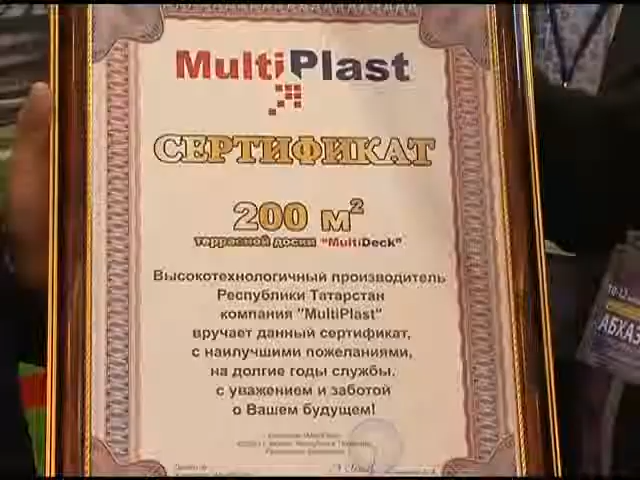 MultiPlast
СЕРТИФИКАТ
200 м²
террасной доски "MultiDeck"
Высокотехнологичный производитель
Республики Татарстан
компания "MultiPlast"
вручает данный сертификат,
с наилучшими пожеланиями,
на долгие годы службы.
с уважением и заботой
о Вашем будущем!